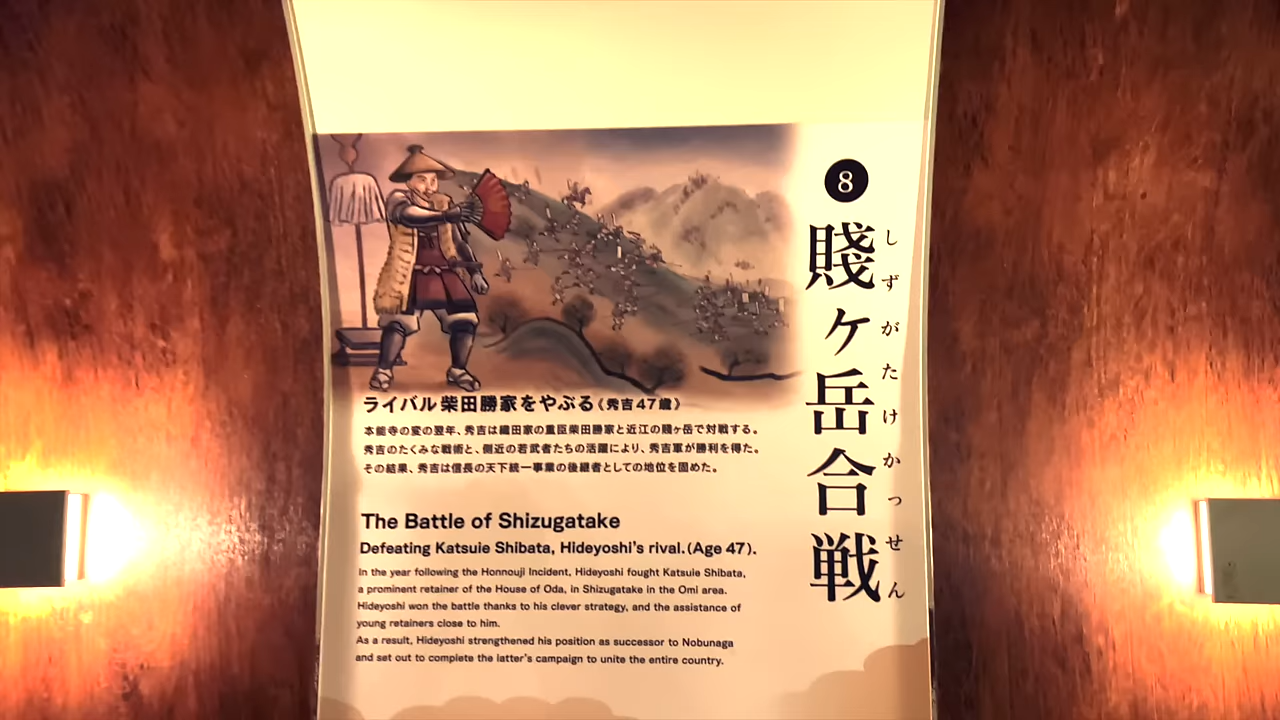 8
賤ヶ岳合戦
しずがたけかっせん
ライバル柴田勝家をやぶる《秀吉47歳》
本能寺の変の翌年、秀吉は織田家の重臣柴田勝家と近江の賤ヶ岳で対戦する。
秀吉のたくみな戦術と、側近の若武者たちの活躍により、秀吉軍が勝利を得た。
その結果、秀吉は信長の天下統一事業の後継者としての地位を固めた。
The Battle of Shizugatake
Defeating Katsuie Shibata, Hideyoshi's rival.(Age 47).
In the year following the Honnouji Incident, Hideyoshi fought Katsuie Shibata,
a prominent retainer of the House of Oda, in Shizugatake in the Omi area.
Hideyoshi won the battle thanks to his clever strategy, and the assistance of
young retainers close to him.
As a result, Hideyoshi strengthened his position as successor to Nobunaga
and set out to complete the latter's campaign to unite the entire country.